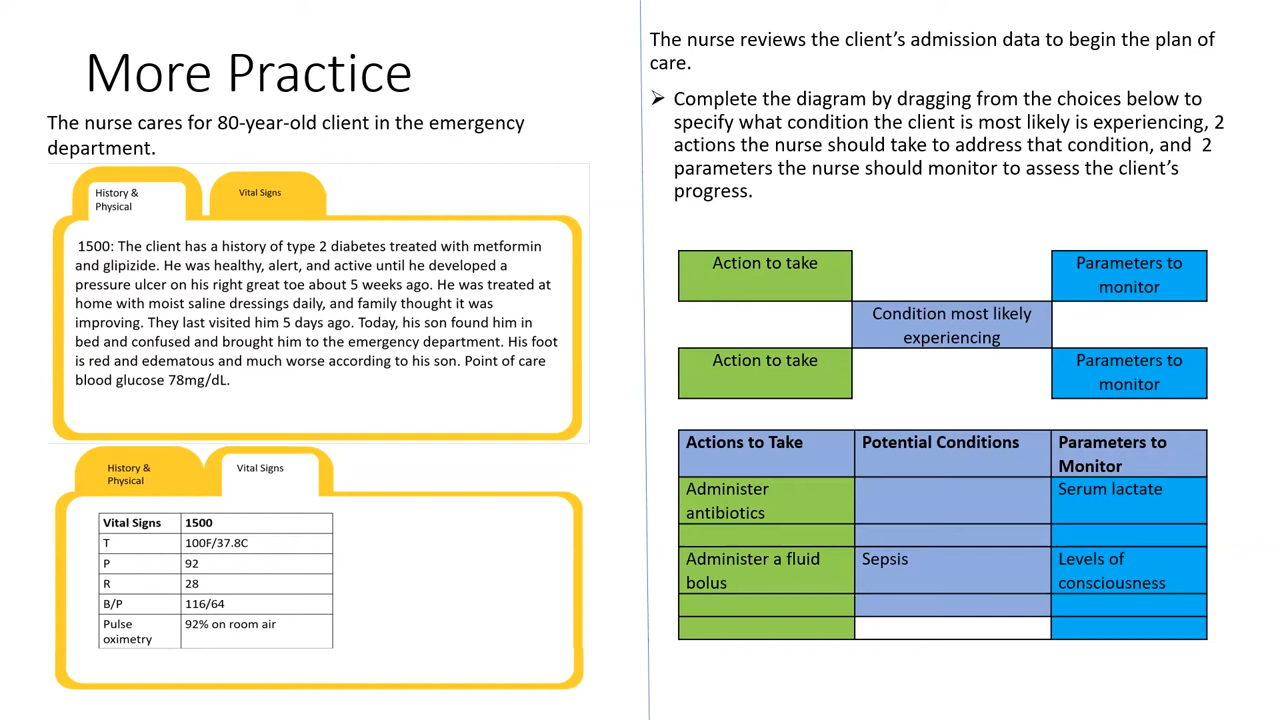 More Practice
The nurse cares for 80-year-old client in the emergency
department.
History &
Physical
Vital Signs
1500: The client has a history of type 2 diabetes treated with metformin
and glipizide. He was healthy, alert, and active until he developed a
pressure ulcer on his right great toe about 5 weeks ago. He was treated at
home with moist saline dressings daily, and family thought it was
improving. They last visited him 5 days ago. Today, his son found him in
bed and confused and brought him to the emergency department. His foot
is red and edematous and much worse according to his son. Point of care
blood glucose 78mg/dL.
History &
Physical
Vital Signs
Vital Signs 1500
T 100F/37.8C
P 92
R 28
B/P 116/64
Pulse
oximetry 92% on room air
The nurse reviews the client's admission data to begin the plan of
care.
➢ Complete the diagram by dragging from the choices below to
specify what condition the client is most likely is experiencing, 2
actions the nurse should take to address that condition, and 2
parameters the nurse should monitor to assess the client's
progress.
Action to take
Parameters to
monitor
Condition most likely
experiencing
Action to take
Parameters to
monitor
Actions to Take
Potential Conditions
Parameters to
Monitor
Administer
antibiotics
Serum lactate
Administer a fluid
bolus
Sepsis
Levels of
consciousness